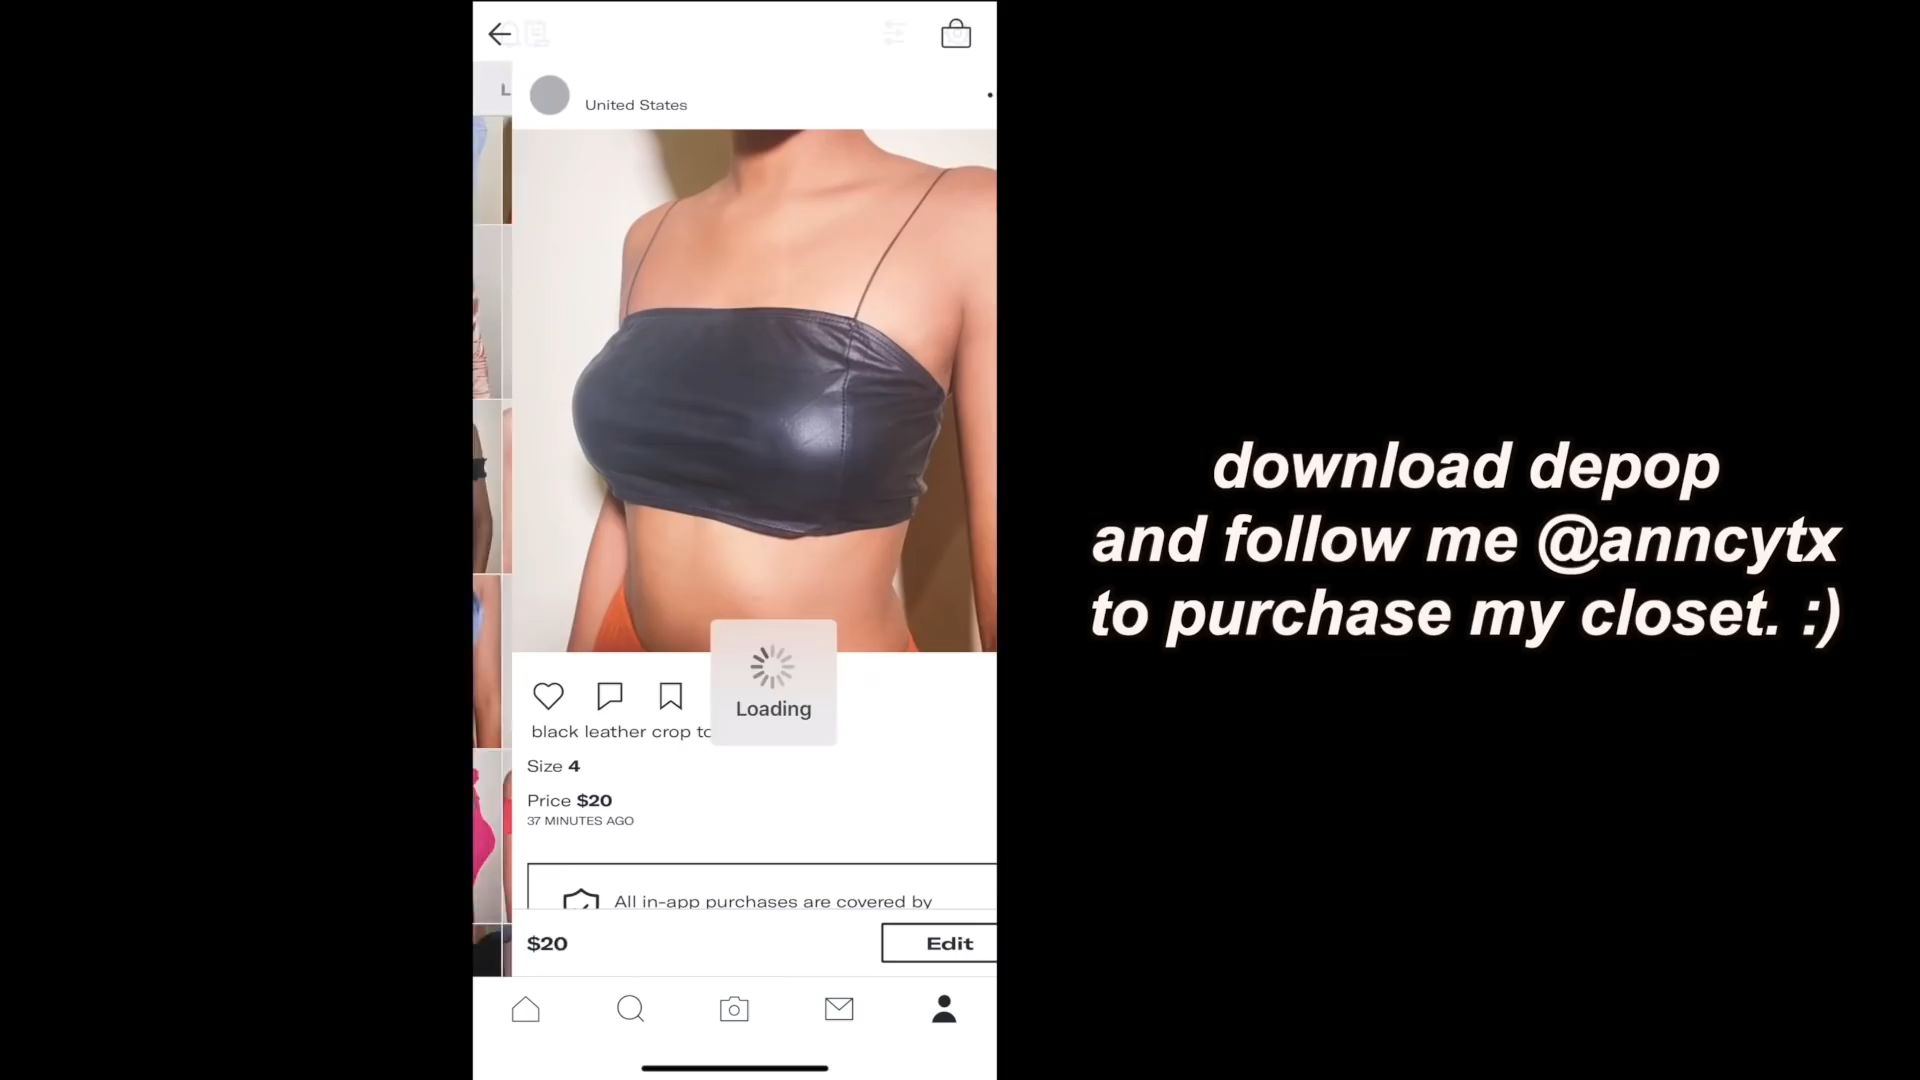 L
United States
black leather crop to
Size 4
Price $20
37 MINUTES AGO
All in-app purchases are covered by
$20
Edit
Loading
download depop
and follow me @anncytx
to purchase my closet. :)